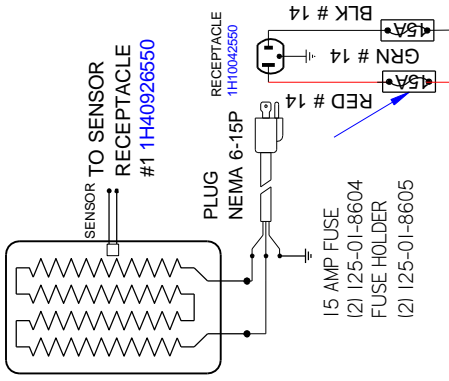 SENSOR
TO SENSOR
RECEPTACLE
#1 1H40926550
PLUG
NEMA 6-15P
RECEPTACLE
1H10042550
BLK # 14
15A
GRN # 14
15A
RED # 14
15 AMP FUSE
(2) 125-01-8604
FUSE HOLDER
(2) 125-01-8605